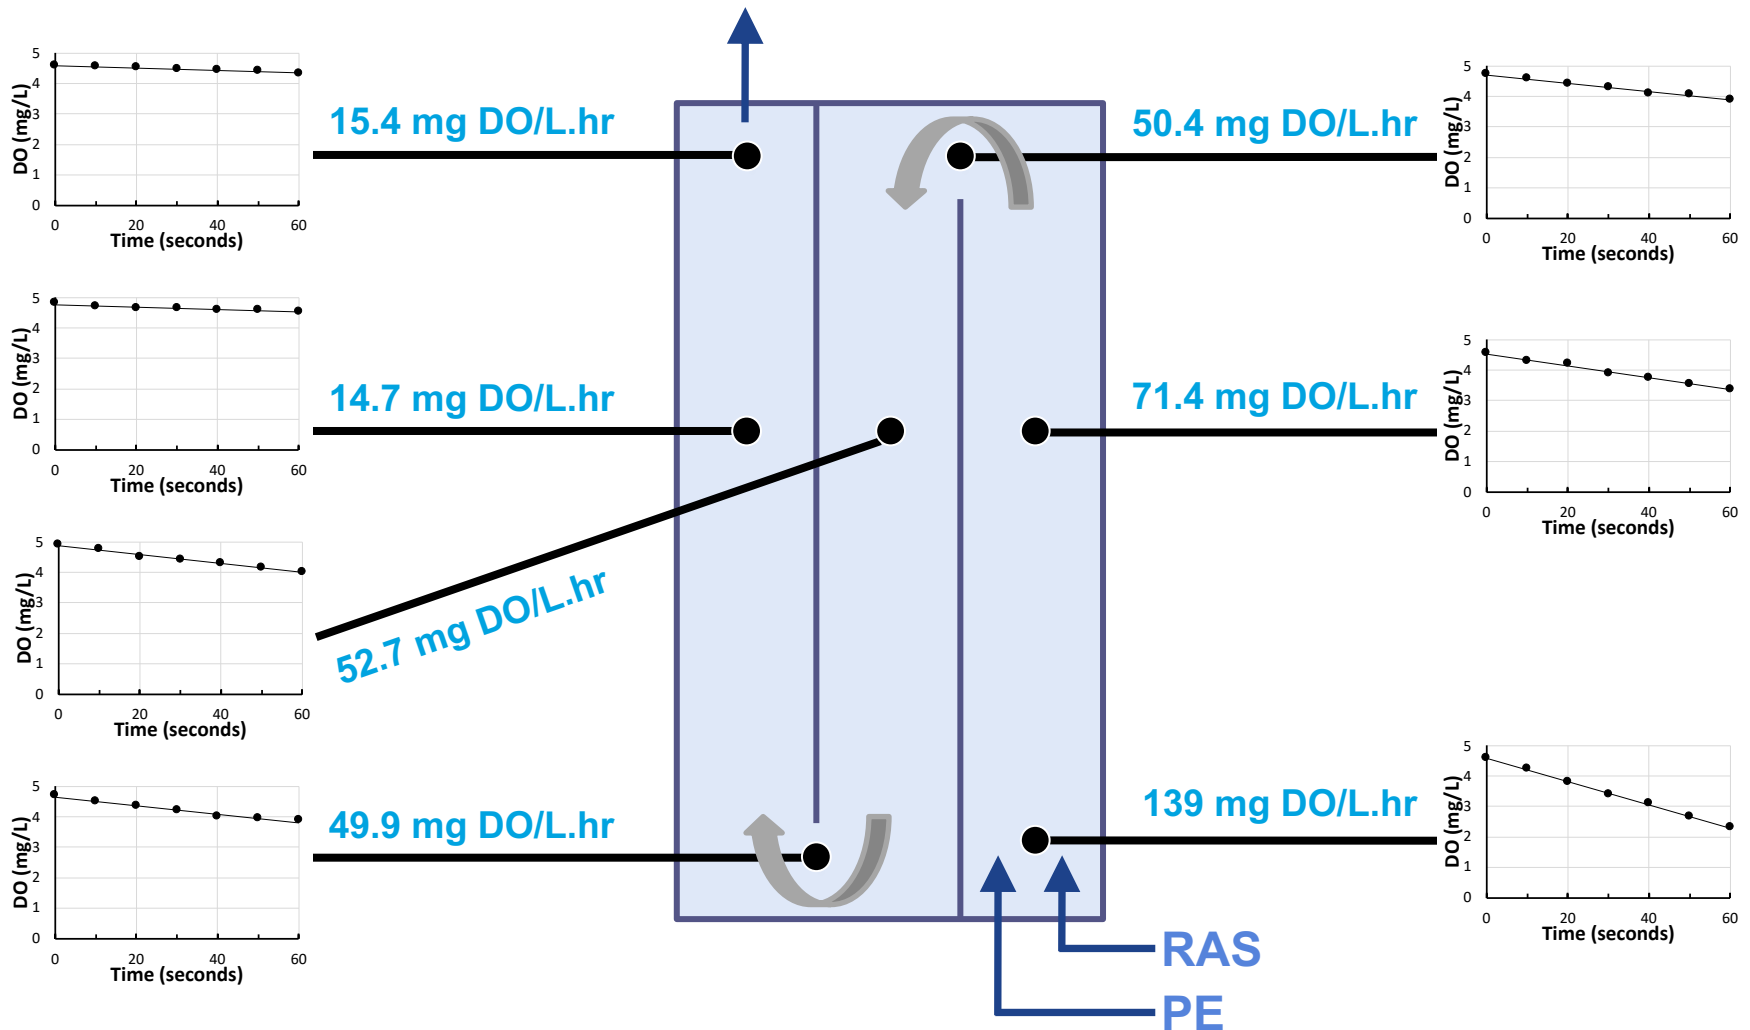 5
4
3
2
1
0
DO (mg/L)
0 20 40 60
Time (seconds)
15.4 mg DO/L.hr
50.4 mg DO/L.hr
5
4
3
2
1
0
DO (mg/L)
0 20 40 60
Time (seconds)
5
4
3
2
1
0
DO (mg/L)
0 20 40 60
Time (seconds)
14.7 mg DO/L.hr
71.4 mg DO/L.hr
5
4
3
2
1
0
DO (mg/L)
0 20 40 60
Time (seconds)
5
4
3
2
1
0
DO (mg/L)
0 20 40 60
Time (seconds)
52.7 mg DO/L.hr
5
4
3
2
1
0
DO (mg/L)
0 20 40 60
Time (seconds)
49.9 mg DO/L.hr
139 mg DO/L.hr
5
4
3
2
1
0
DO (mg/L)
0 20 40 60
Time (seconds)
RAS
PE